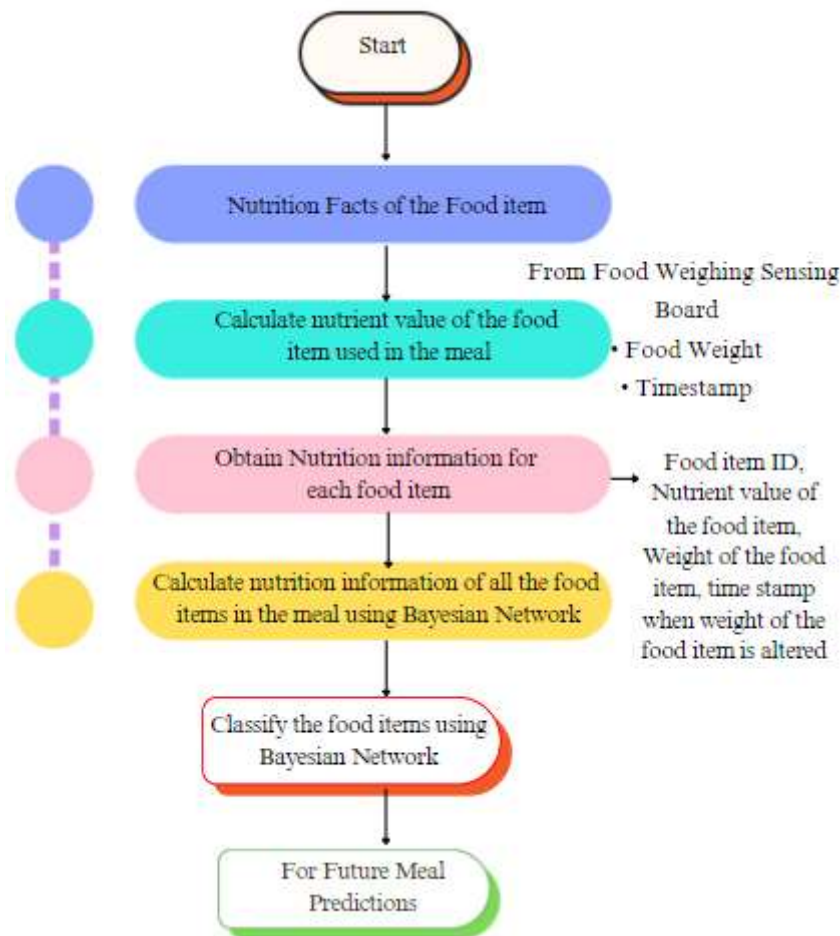 Start
Nutrition Facts of the Food item
From Food Weighing Sensing
Board
• Food Weight
• Timestamp
Calculate nutrient value of the food
item used in the meal
Obtain Nutrition information for
each food item
Food item ID,
Nutrient value of
the food item,
Weight of the food
item, time stamp
when weight of the
food item is altered
Calculate nutrition information of all the food
items in the meal using Bayesian Network
Classify the food items using
Bayesian Network
For Future Meal
Predictions